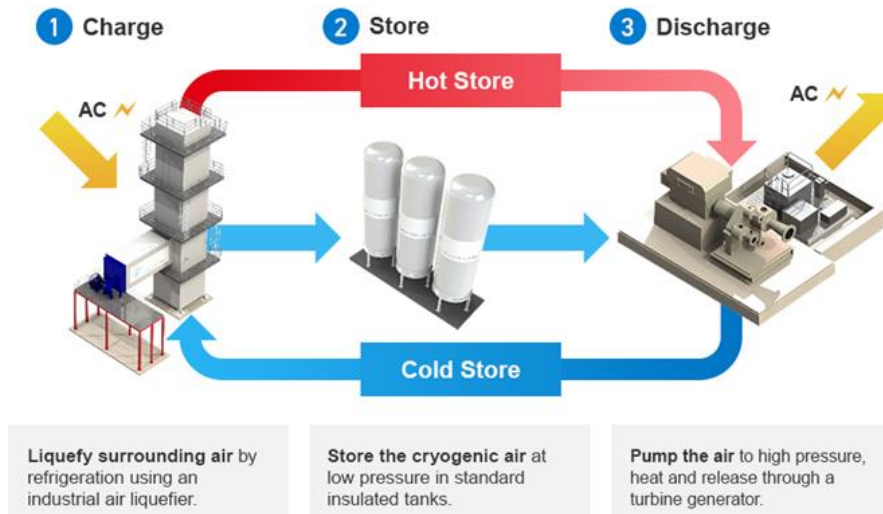 1 Charge
2 Store
3 Discharge
Hot Store
AC
AC
Cold Store
Liquefy surrounding air by
refrigeration using an
industrial air liquefier.
Store the cryogenic air at
low pressure in standard
insulated tanks.
Pump the air to high pressure,
heat and release through a
turbine generator.